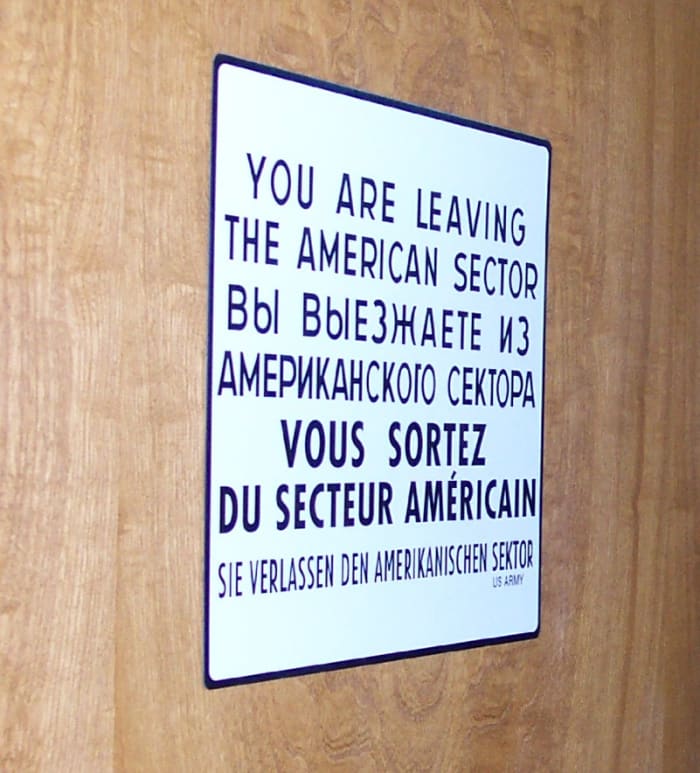 YOU ARE LEAVING
THE AMERICAN SECTOR
ВЫ ВЫЕЗЖАЕТЕ ИЗ
АМЕРИКАНСКОГО СЕКТОРА
VOUS SORTEZ
DU SECTEUR AMÉRICAIN
SIE VERLASSEN DEN AMERIKANISCHEN SEKTOR
US ARMY